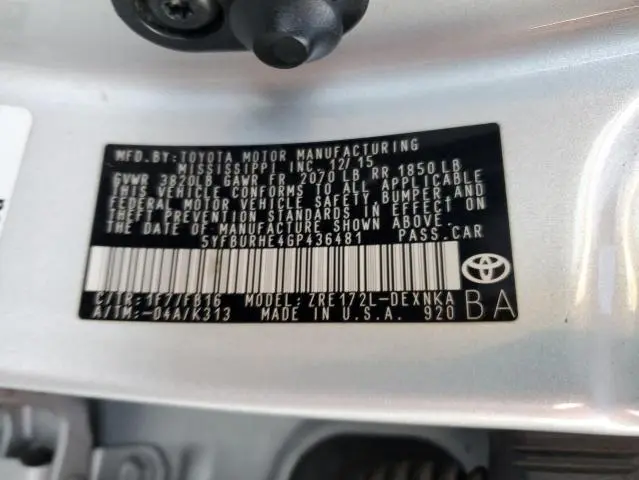 MFD.BY:TOYOTA MOTOR MANUFACTURING
MISSISSIPPI INC. 12/15
GVWR 3820LB GAWR FR 2070 LB RR 1850 LB
THIS VEHICLE CONFORMS TO ALL APPLICABLE
FEDERAL MOTOR VEHICLE SAFETY, BUMPER, AND
THEFT PREVENTION STANDARDS IN EFFECT ON
THE DATE OF MANUFACTURE SHOWN ABOVE.
5YFBURHE4GP436481 PASS.CAR
C/TR:1F7/FB16 MODEL: ZRE172L-DEXNKA
A/TM:-04A/K313 MADE IN U.S.A. 920 BA